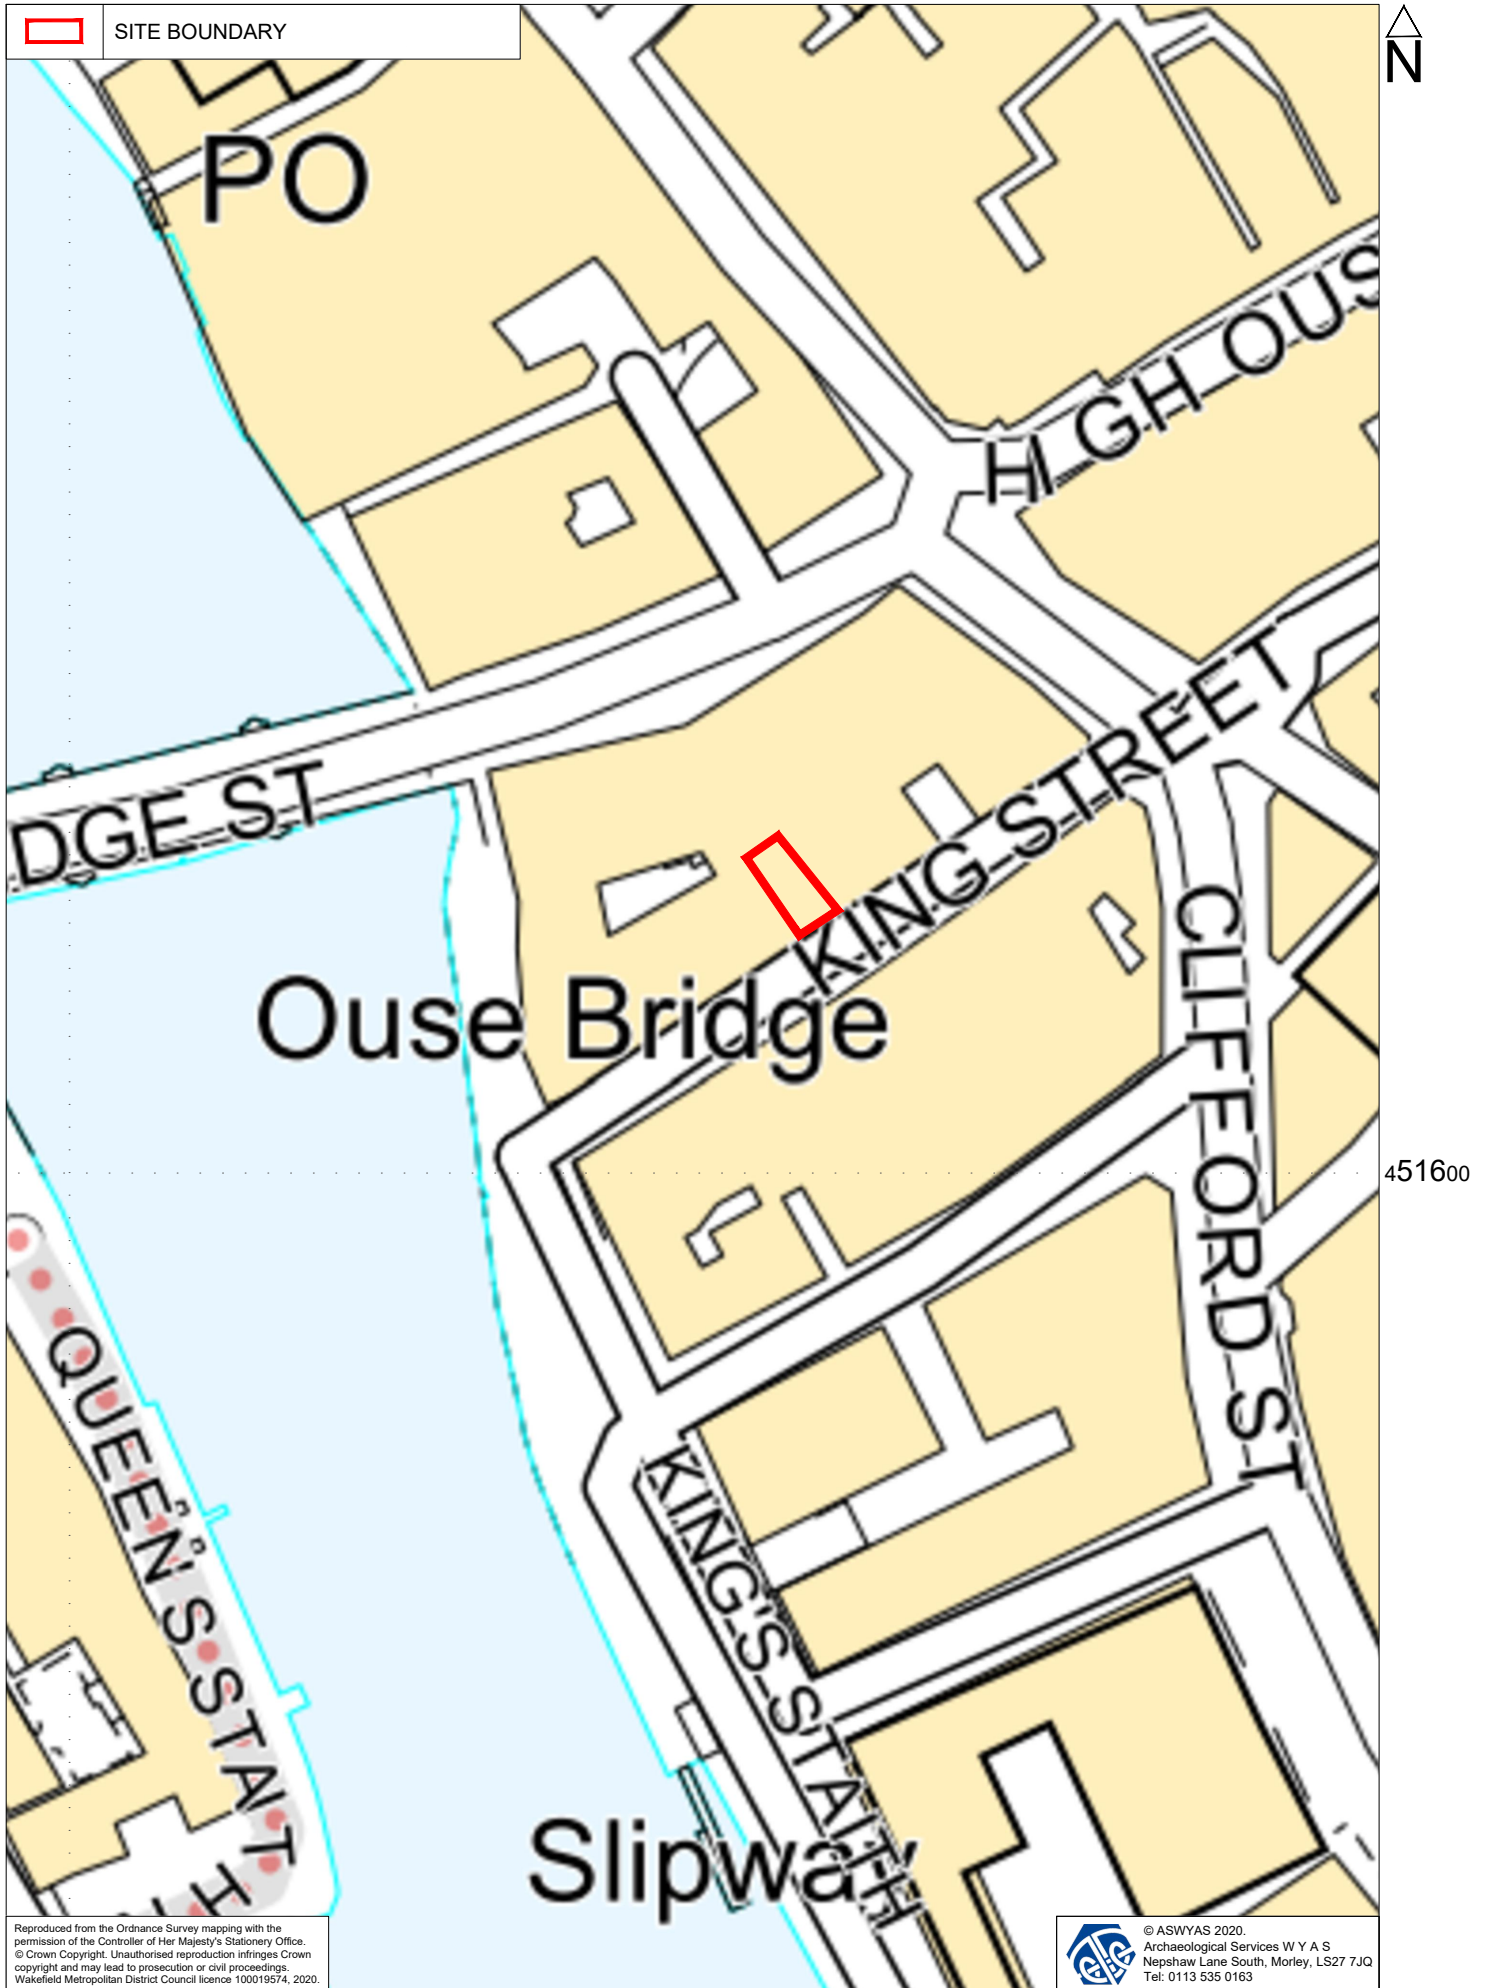 SITE BOUNDARY
N
PO
HIGH OUS
DGE ST
KING STREET
CLIFFORD ST
Ouse Bridge
451600
QUEEN'S STAITH
KING'S STAITH
Slipway
Reproduced from the Ordnance Survey mapping with the
permission of the Controller of Her Majesty's Stationery Office.
© Crown Copyright. Unauthorised reproduction infringes Crown
copyright and may lead to prosecution or civil proceedings.
Wakefield Metropolitan District Council licence 100019574, 2020.
© ASWYAS 2020.
Archaeological Services W Y A S
Nepshaw Lane South, Morley, LS27 7JQ
Tel: 0113 535 0163